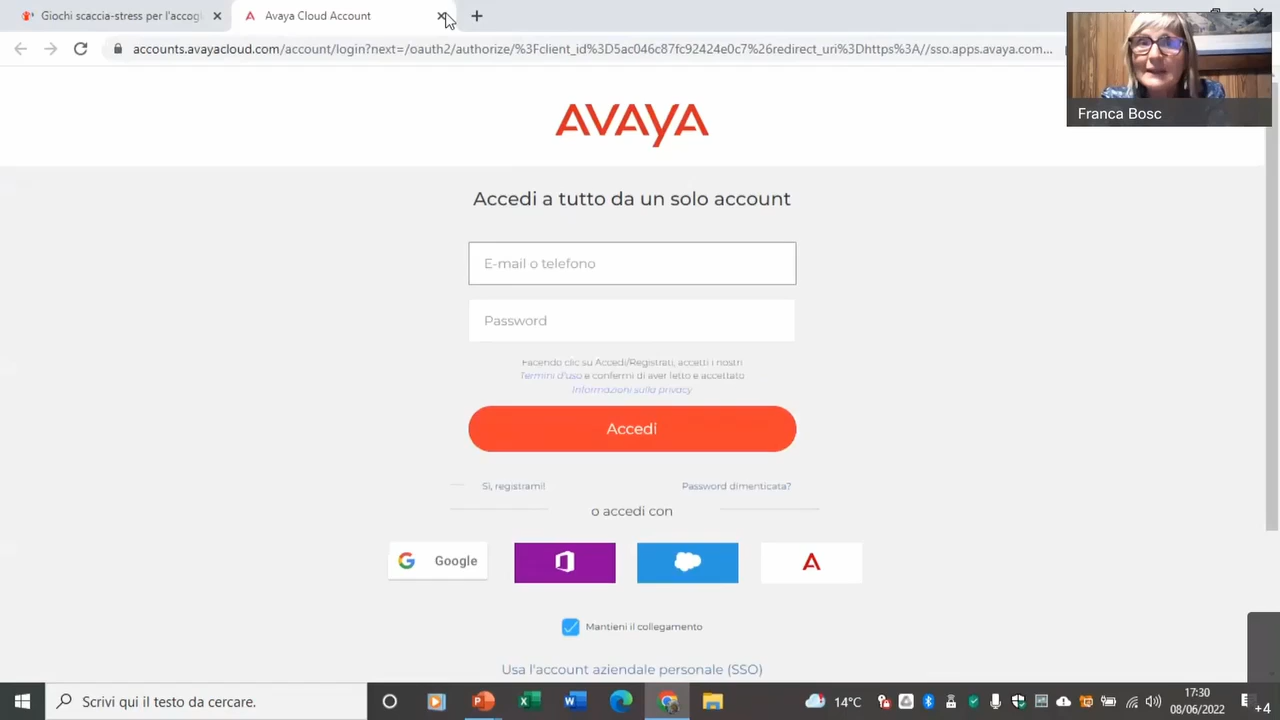 Giochi scaccia-stress per l'accogl
Avaya Cloud Account
accounts.avayacloud.com/account/login?next=/oauth2/authorize/%3Fclient_id%3D5ac046c87fc92424e0c7%26redirect_uri%3Dhttps%3A//sso.apps.avaya.com...
Franca Bosc
AVAYA
Accedi a tutto da un solo account
E-mail o telefono
Password
Facendo clic su Accedi/Registrati, accetti i nostri
Termini d'uso e confermi di aver letto e accettato
Informazioni sulla privacy
Accedi
Sì, registrami!
Password dimenticata?
o accedi con
Google
Mantieni il collegamento
Usa l'account aziendale personale (SSO)
Scrivi qui il testo da cercare.
14°C
17:30
08/06/2022
+4